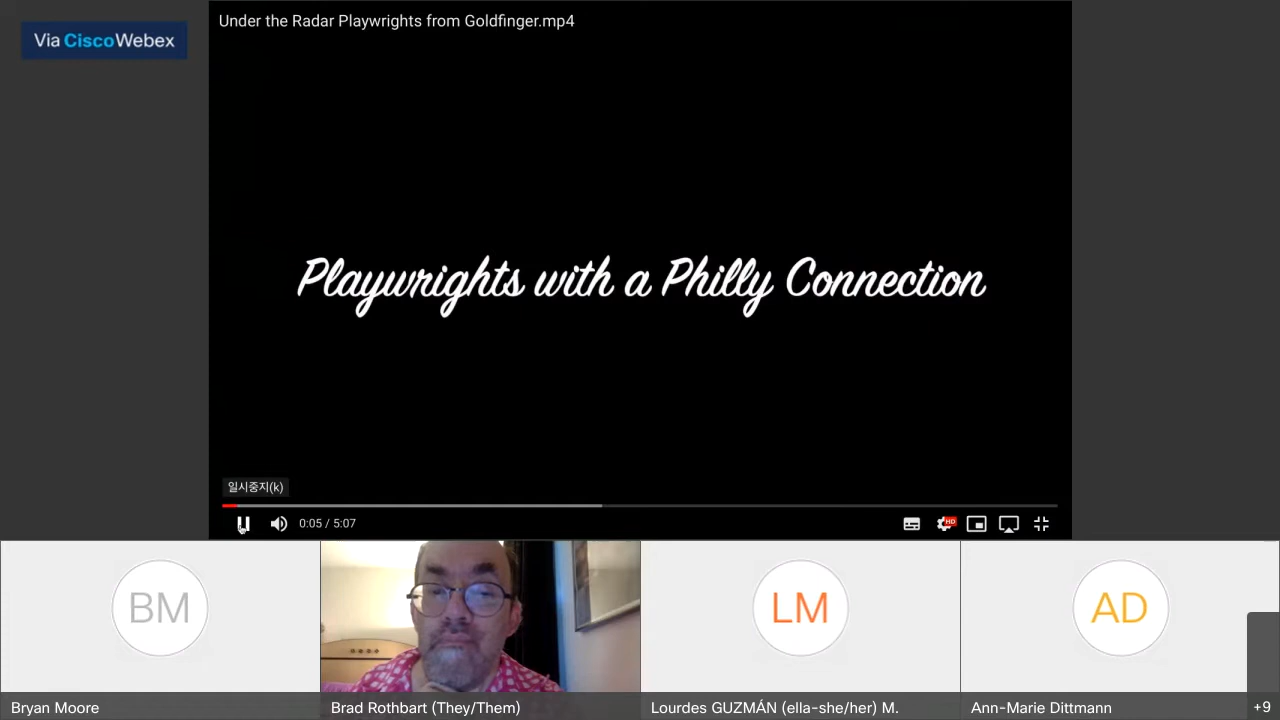 Under the Radar Playwrights from Goldfinger.mp4
Via CiscoWebex
Playwrights with a Philly Connection
일시중지(k)
0:05 / 5:07
HD
BM
LM
AD
Bryan Moore
Brad Rothbart (They/Them)
Lourdes GUZMÁN (ella-she/her) M.
Ann-Marie Dittmann
+9